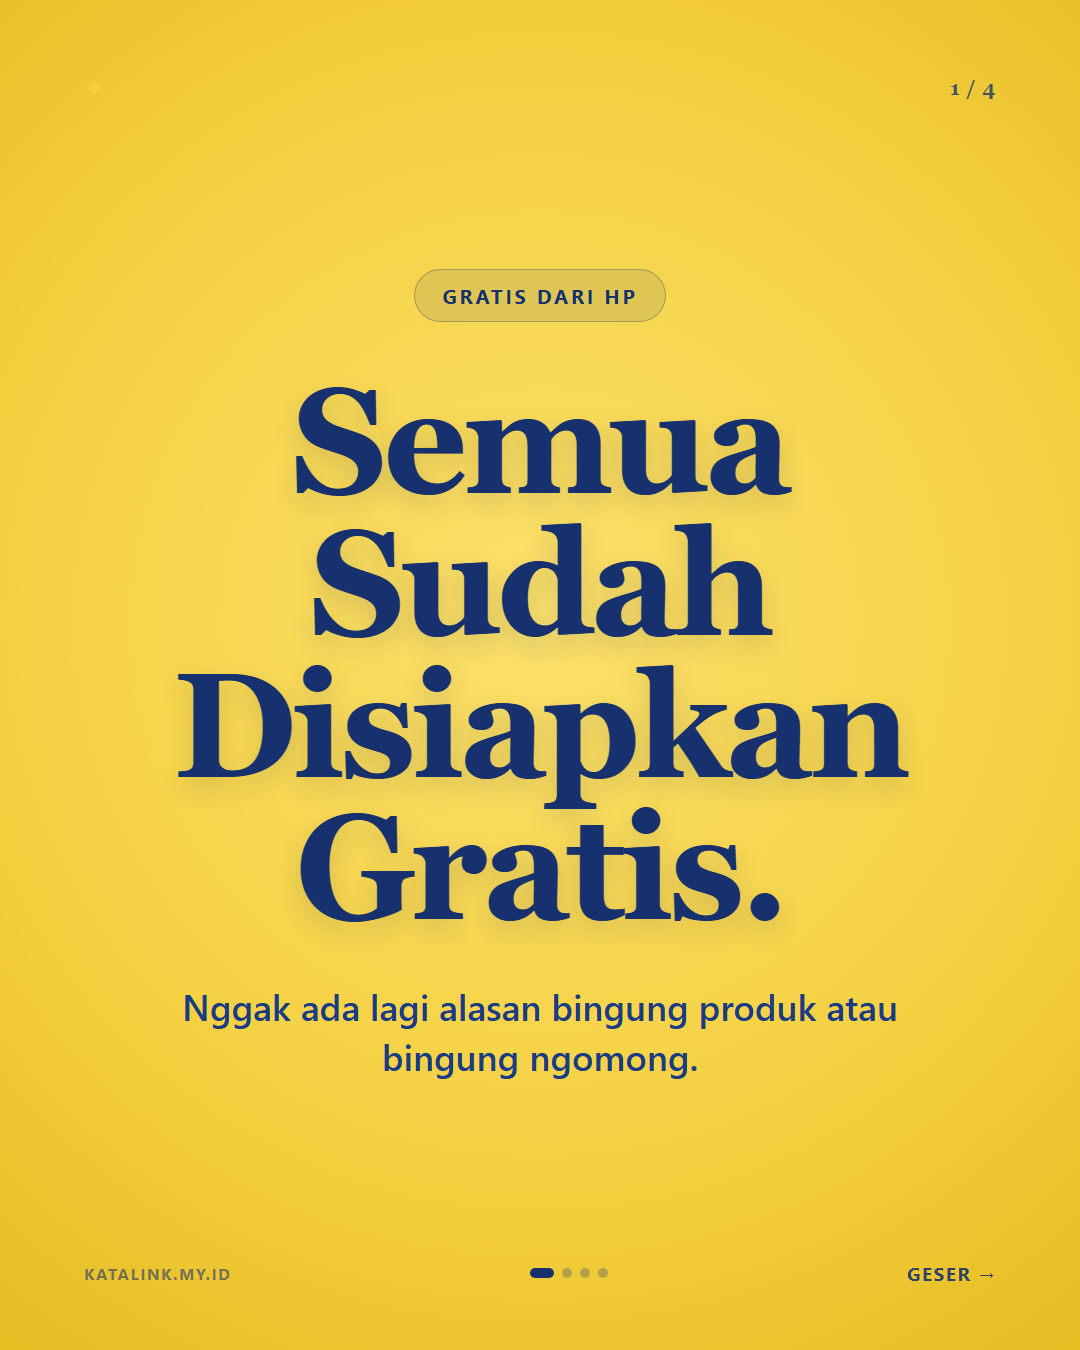 ✦
1 / 4
GRATIS DARI HP
Semua
Sudah
Disiapkan
Gratis.
Nggak ada lagi alasan bingung produk atau
bingung ngomong.
KATALINK.MY.ID
GESER →